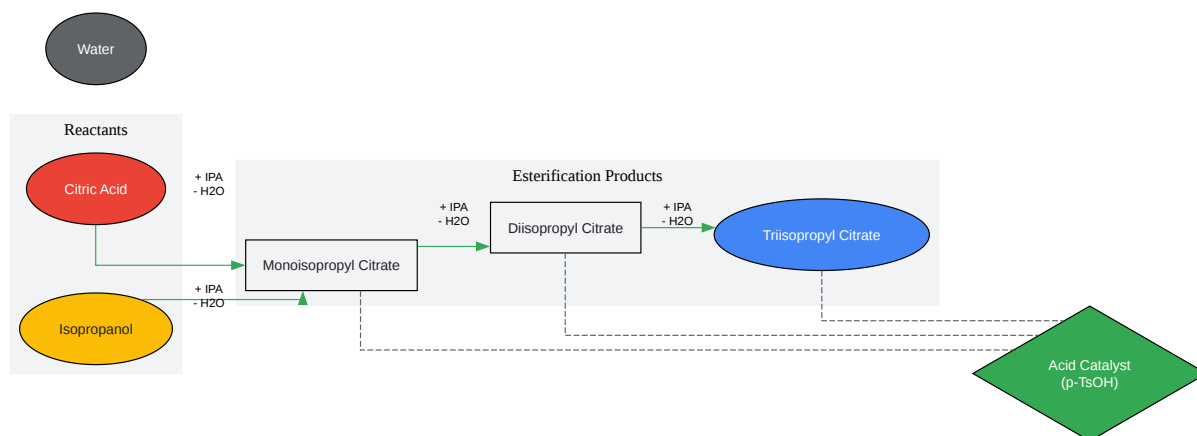 Water
Reactants
Citric Acid
+ IPA
- H2O
Esterification Products
+ IPA
- H2O
Diisopropyl Citrate
+ IPA
- H2O
Triisopropyl Citrate
Monoisopropyl Citrate
+ IPA
- H2O
Isopropanol
Acid Catalyst
(p-TsOH)